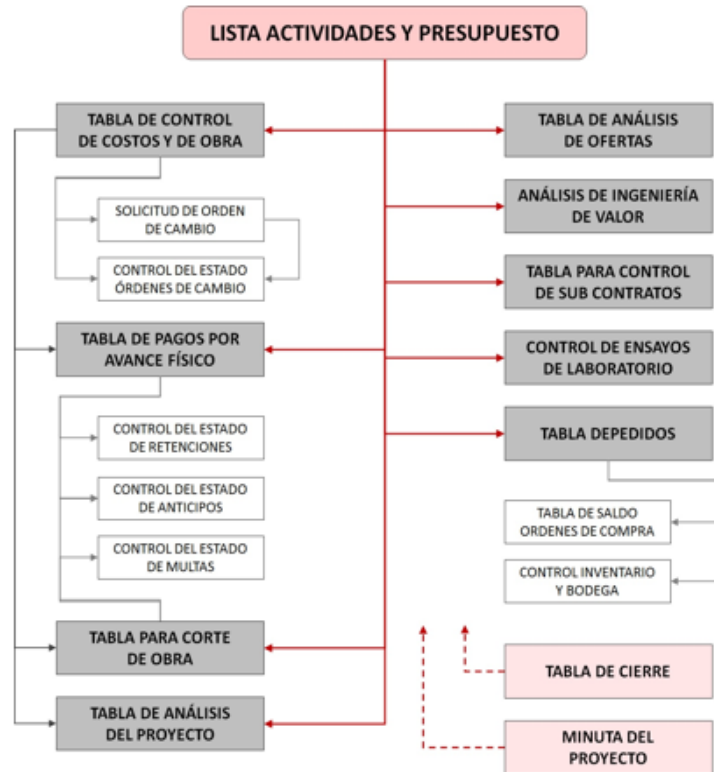 LISTA ACTIVIDADES Y PRESUPUESTO
TABLA DE CONTROL
DE COSTOS Y DE OBRA
SOLICITUD DE ORDEN
DE CAMBIO
CONTROL DEL ESTADO
ÓRDENES DE CAMBIO
TABLA DE PAGOS POR
AVANCE FÍSICO
CONTROL DEL ESTADO
DE RETENCIONES
CONTROL DEL ESTADO
DE ANTICIPOS
CONTROL DEL ESTADO
DE MULTAS
TABLA PARA CORTE
DE OBRA
TABLA DE ANÁLISIS
DEL PROYECTO
TABLA DE ANÁLISIS
DE OFERTAS
ANÁLISIS DE INGENIERÍA
DE VALOR
TABLA PARA CONTROL
DE SUB CONTRATOS
CONTROL DE ENSAYOS
DE LABORATORIO
TABLA DEPEDIDOS
TABLA DE SALDO
ORDENES DE COMPRA
CONTROL INVENTARIO
Y BODEGA
TABLA DE CIERRE
MINUTA DEL
PROYECTO